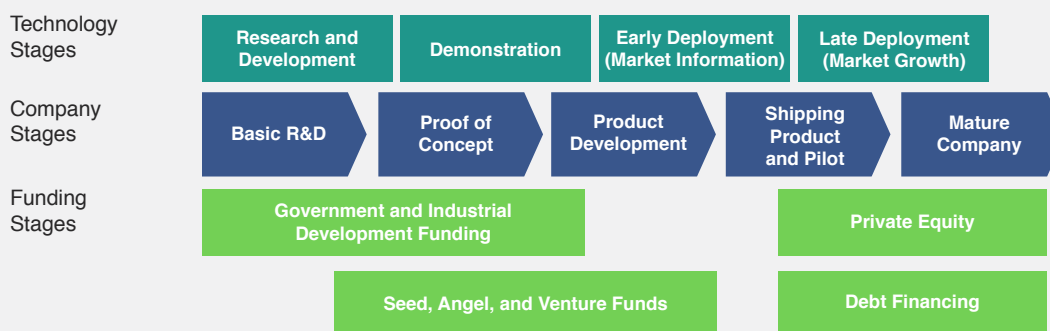 Technology
Stages
Research and
Development
Demonstration
Early Deployment
(Market Information)
Late Deployment
(Market Growth)
Company
Stages
Basic R&D
Proof of
Concept
Product
Development
Shipping
Product
and Pilot
Mature
Company
Funding
Stages
Government and Industrial
Development Funding
Private Equity
Seed, Angel, and Venture Funds
Debt Financing